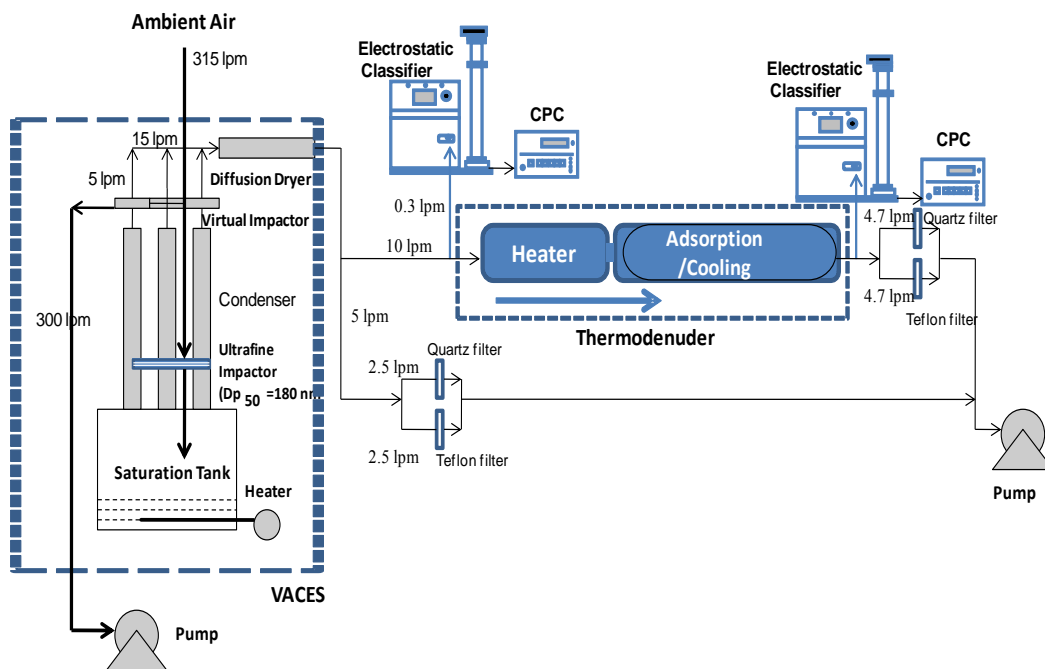 Ambient Air
315 lpm
15 lpm
5 lpm
Diffusion Dryer
Virtual Impactor
Condenser
300 lpm
Ultrafine
Impactor
(Dp 50 =180 nm
Saturation Tank
Heater
VACES
Pump
Electrostatic
Classifier
CPC
0.3 lpm
10 lpm
Heater
Adsorption
/Cooling
Thermodenuder
Electrostatic
Classifier
CPC
4.7 lpm
Quartz filter
4.7 lpm
Teflon filter
5 lpm
Quartz filter
2.5 lpm
2.5 lpm
Teflon filter
Pump